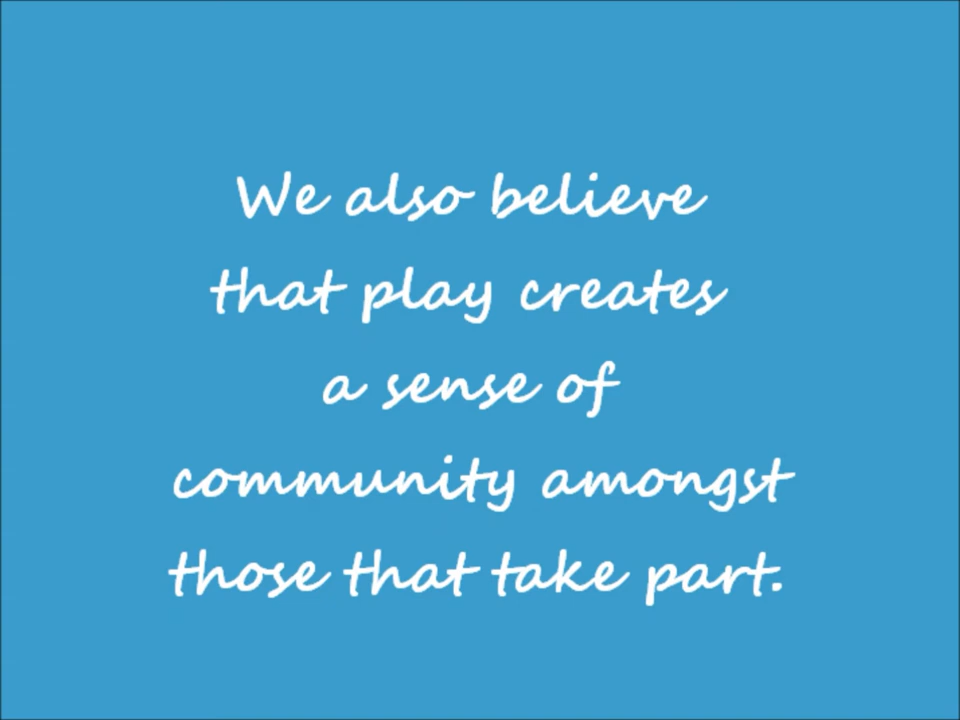 We also believe
that play creates
a sense of
community amongst
those that take part.